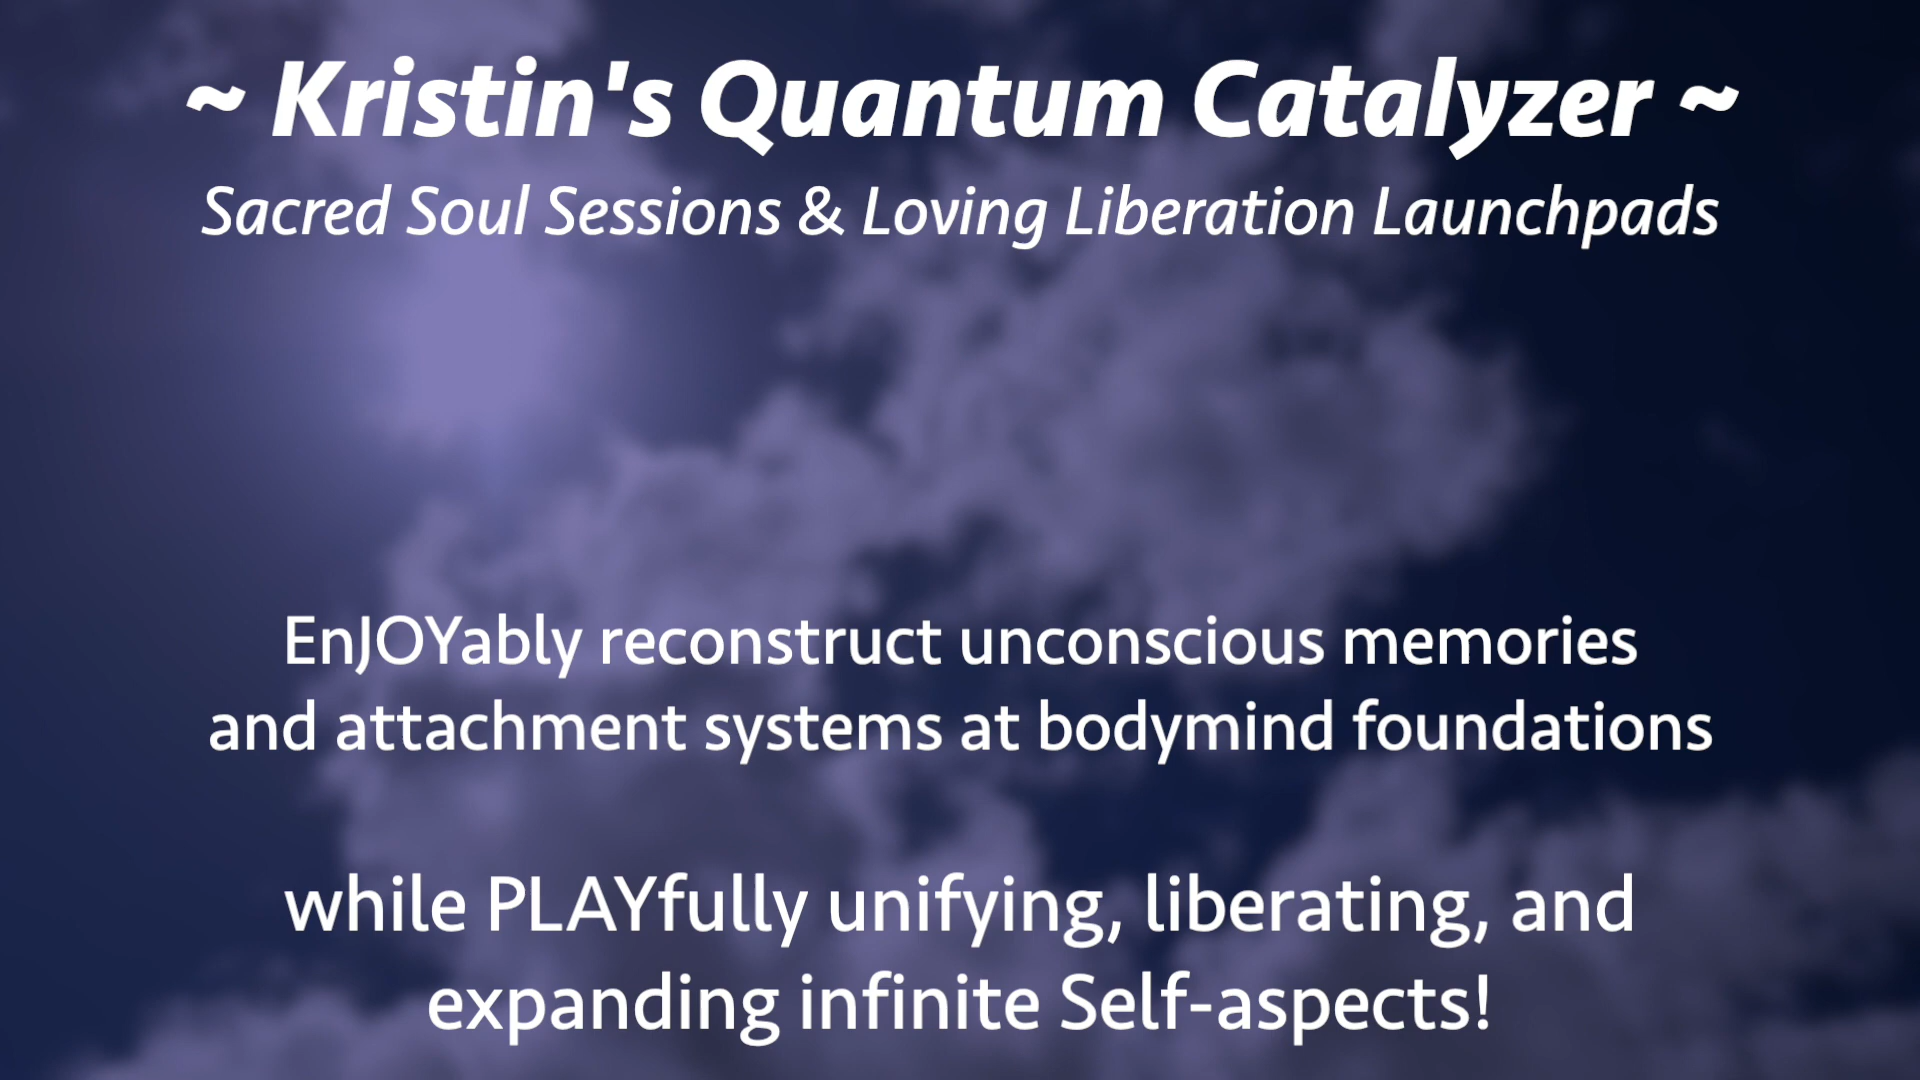 ~ Kristin's Quantum Catalyzer ~
Sacred Soul Sessions & Loving Liberation Launchpads
EnJOYably reconstruct unconscious memories
and attachment systems at bodymind foundations
while PLAYfully unifying, liberating, and
expanding infinite Self-aspects!